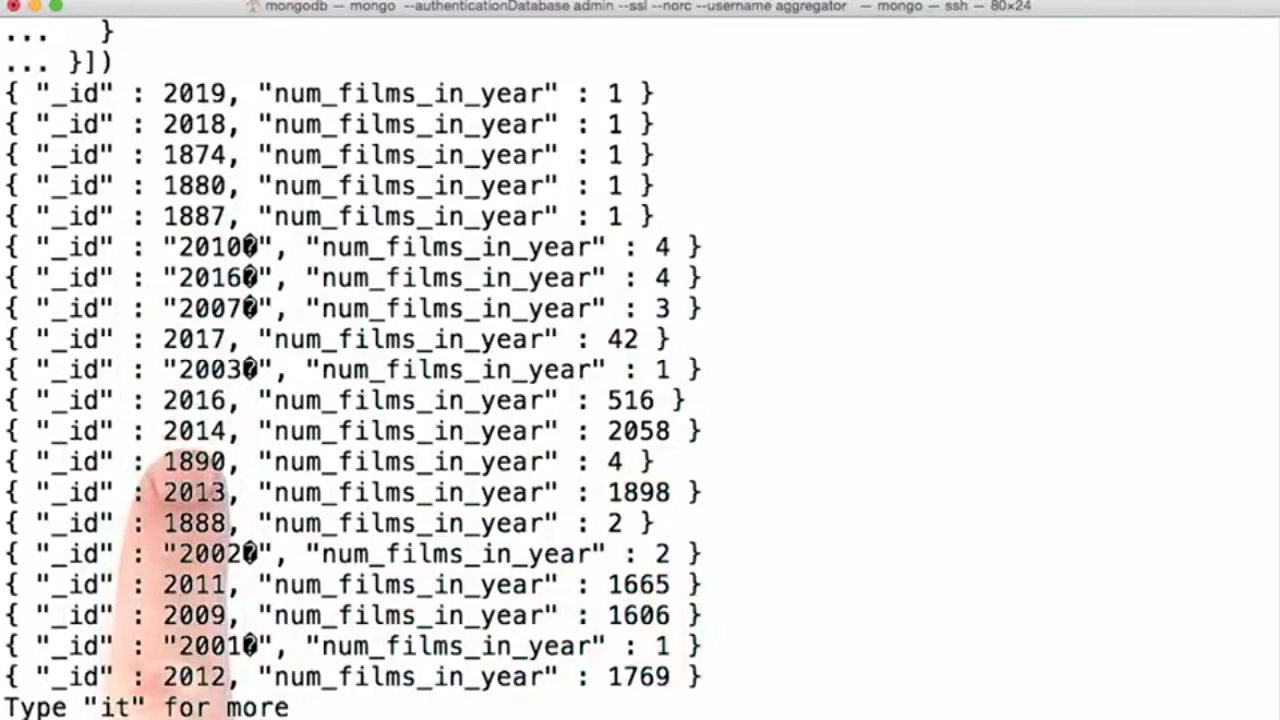 mongodb — mongo --authenticationDatabase admin --ssl --norc --username aggregator — mongo — ssh — 80×24
... }
... }])
{ "_id" : 2019, "num_films_in_year" : 1 }
{ "_id" : 2018, "num_films_in_year" : 1 }
{ "_id" : 1874, "num_films_in_year" : 1 }
{ "_id" : 1880, "num_films_in_year" : 1 }
{ "_id" : 1887, "num_films_in_year" : 1 }
{ "_id" : "2010�", "num_films_in_year" : 4 }
{ "_id" : "2016�", "num_films_in_year" : 4 }
{ "_id" : "2007�", "num_films_in_year" : 3 }
{ "_id" : 2017, "num_films_in_year" : 42 }
{ "_id" : "2003�", "num_films_in_year" : 1 }
{ "_id" : 2016, "num_films_in_year" : 516 }
{ "_id" : 2014, "num_films_in_year" : 2058 }
{ "_id" : 1890, "num_films_in_year" : 4 }
{ "_id" : 2013, "num_films_in_year" : 1898 }
{ "_id" : 1888, "num_films_in_year" : 2 }
{ "_id" : "2002�", "num_films_in_year" : 2 }
{ "_id" : 2011, "num_films_in_year" : 1665 }
{ "_id" : 2009, "num_films_in_year" : 1606 }
{ "_id" : "2001�", "num_films_in_year" : 1 }
{ "_id" : 2012, "num_films_in_year" : 1769 }
Type "it" for more